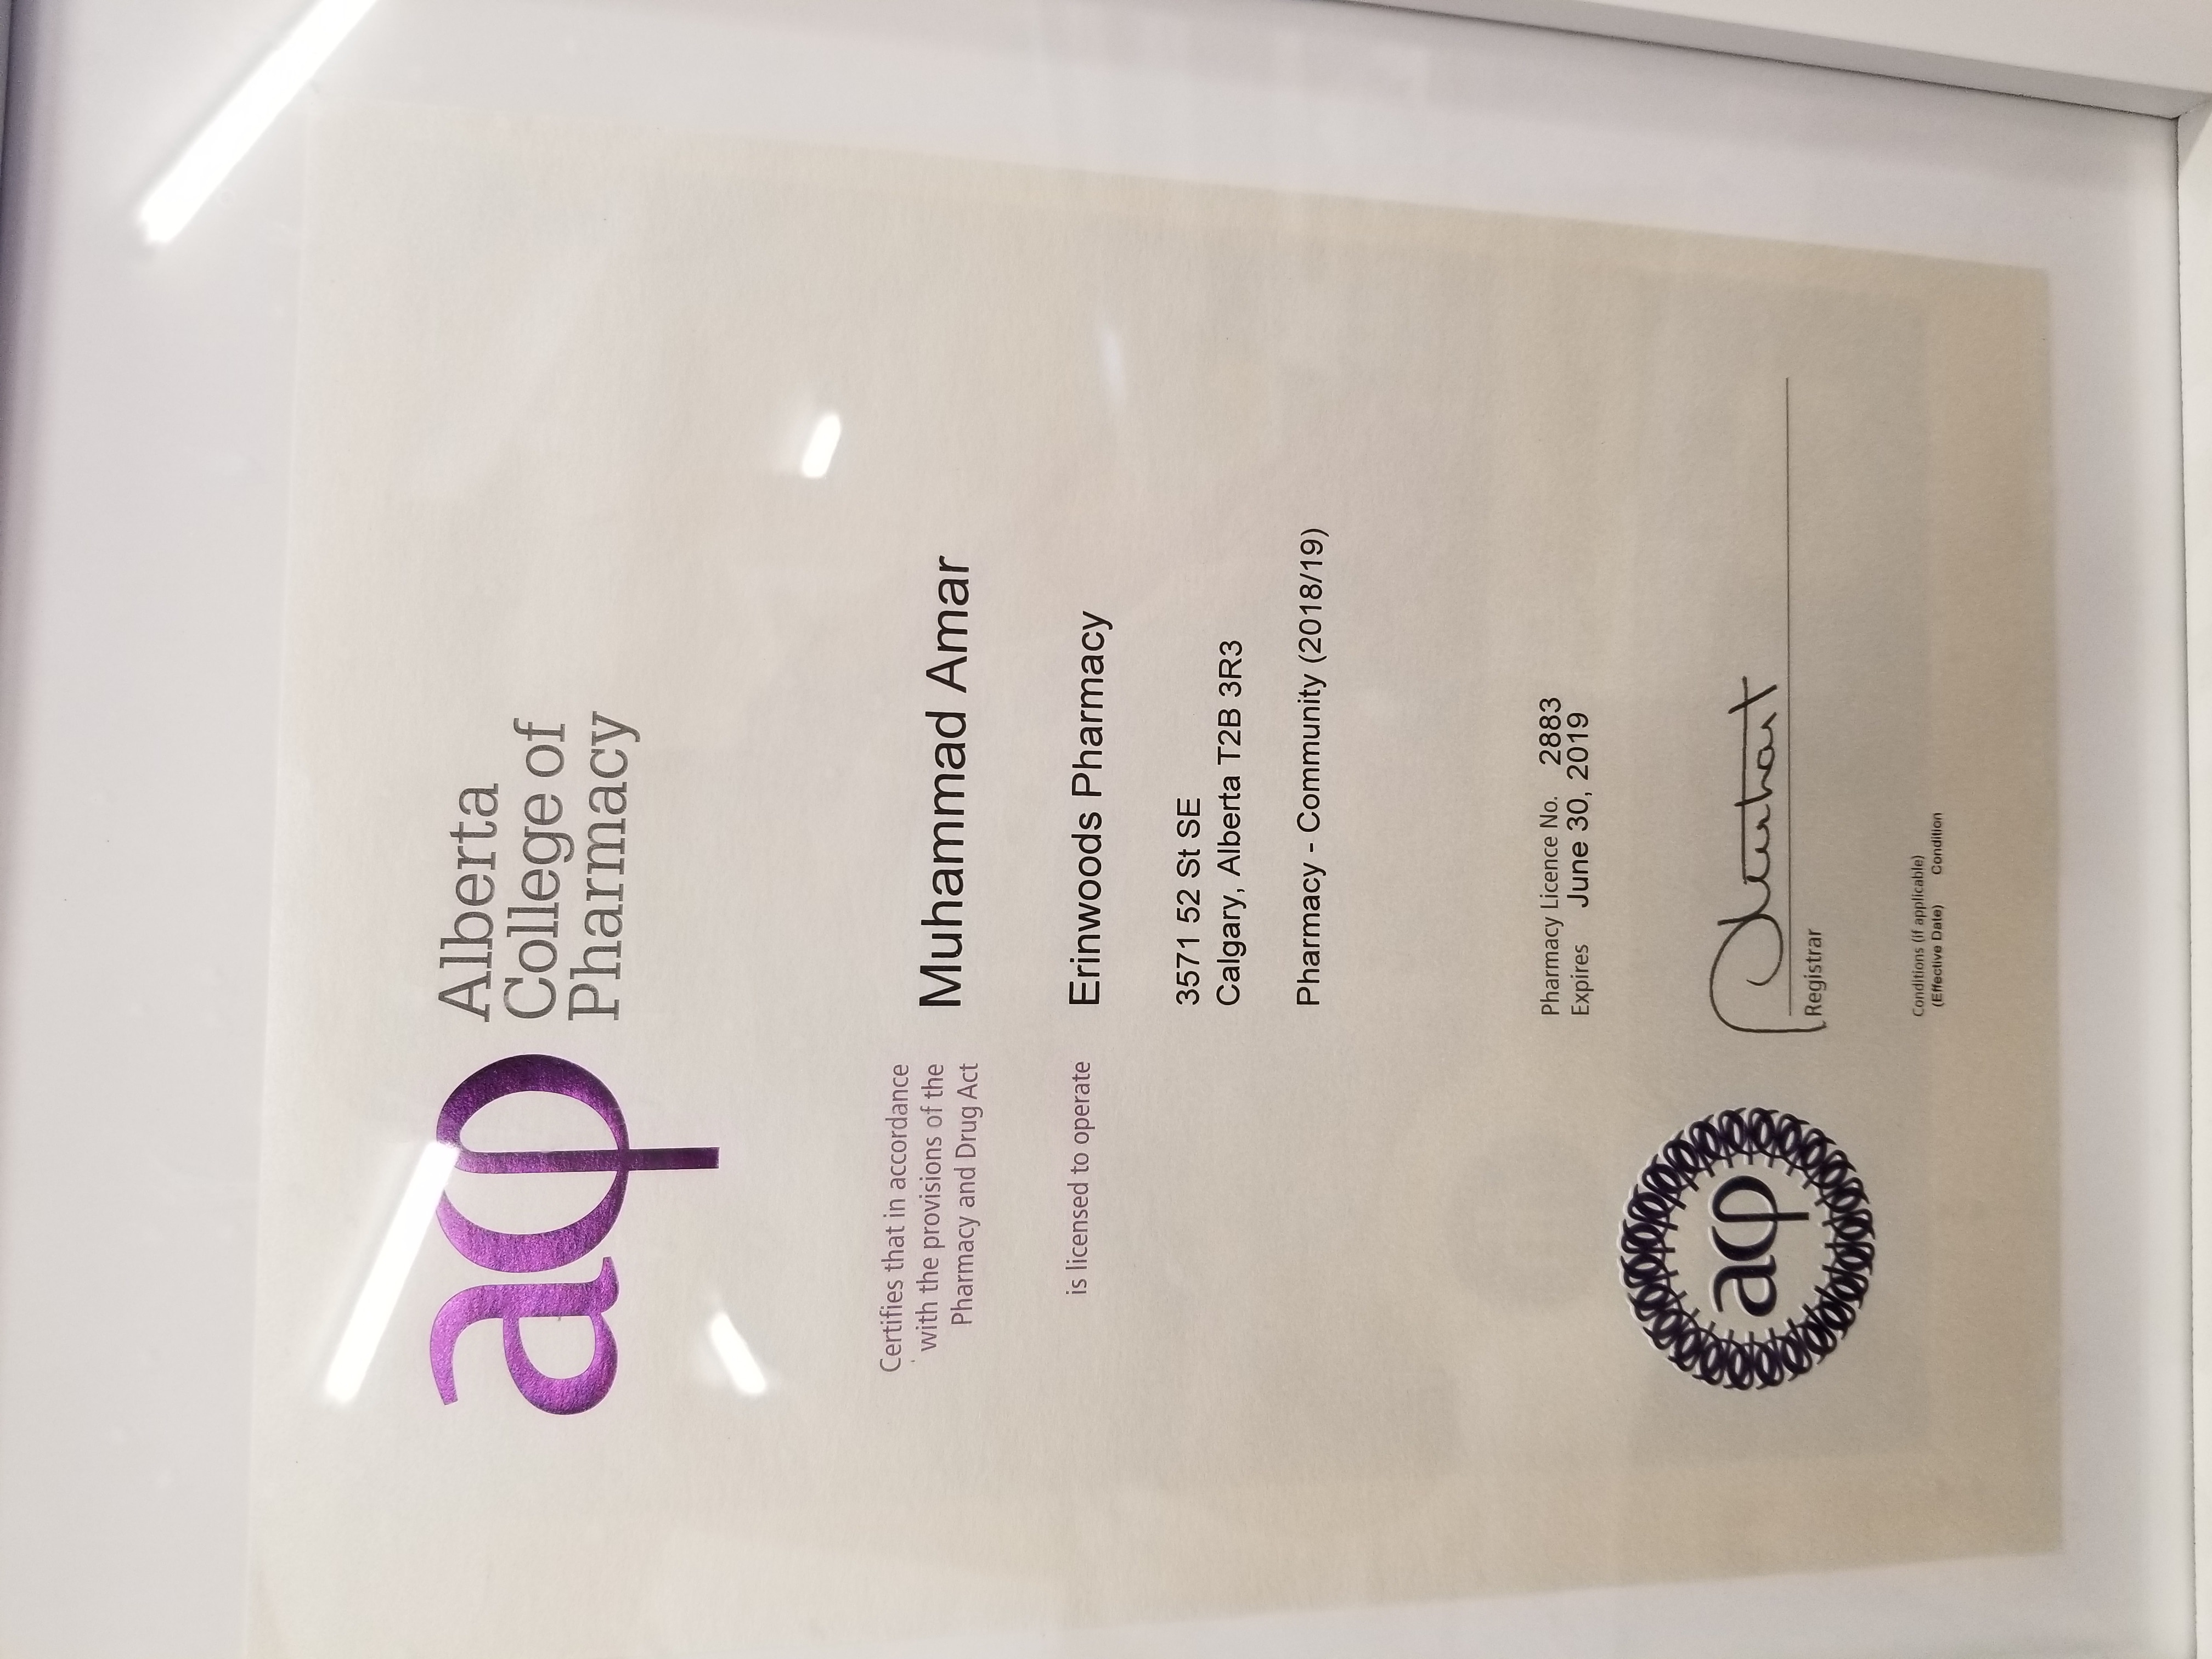 aφ
Alberta
College of
Pharmacy
Certifies that in accordance
with the provisions of the
Pharmacy and Drug Act
Muhammad Amar
is licensed to operate
Erinwoods Pharmacy
3571 52 St SE
Calgary, Alberta T2B 3R3
Pharmacy - Community (2018/19)
Pharmacy Licence No. 2883
Expires June 30, 2019
Registrar
aφ
Conditions (if applicable)
(Effective Date) Condition